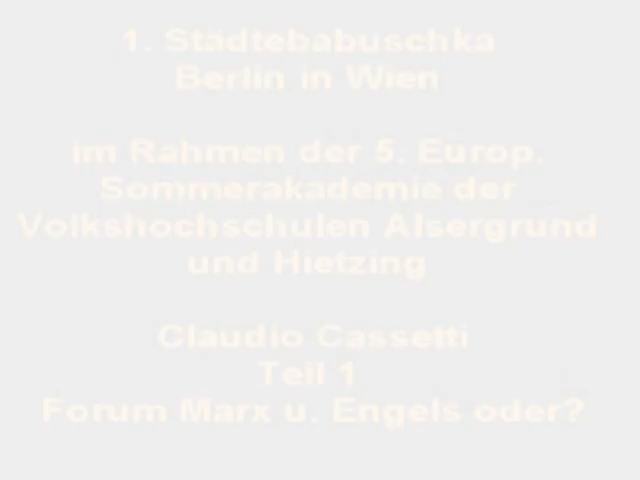 1. Städtebabuschka
Berlin in Wien
im Rahmen der 5. Europ.
Sommerakademie der
Volkshochschulen Alsergrund
und Hietzing
Claudio Cassetti
Teil 1
Forum Marx u. Engels oder?